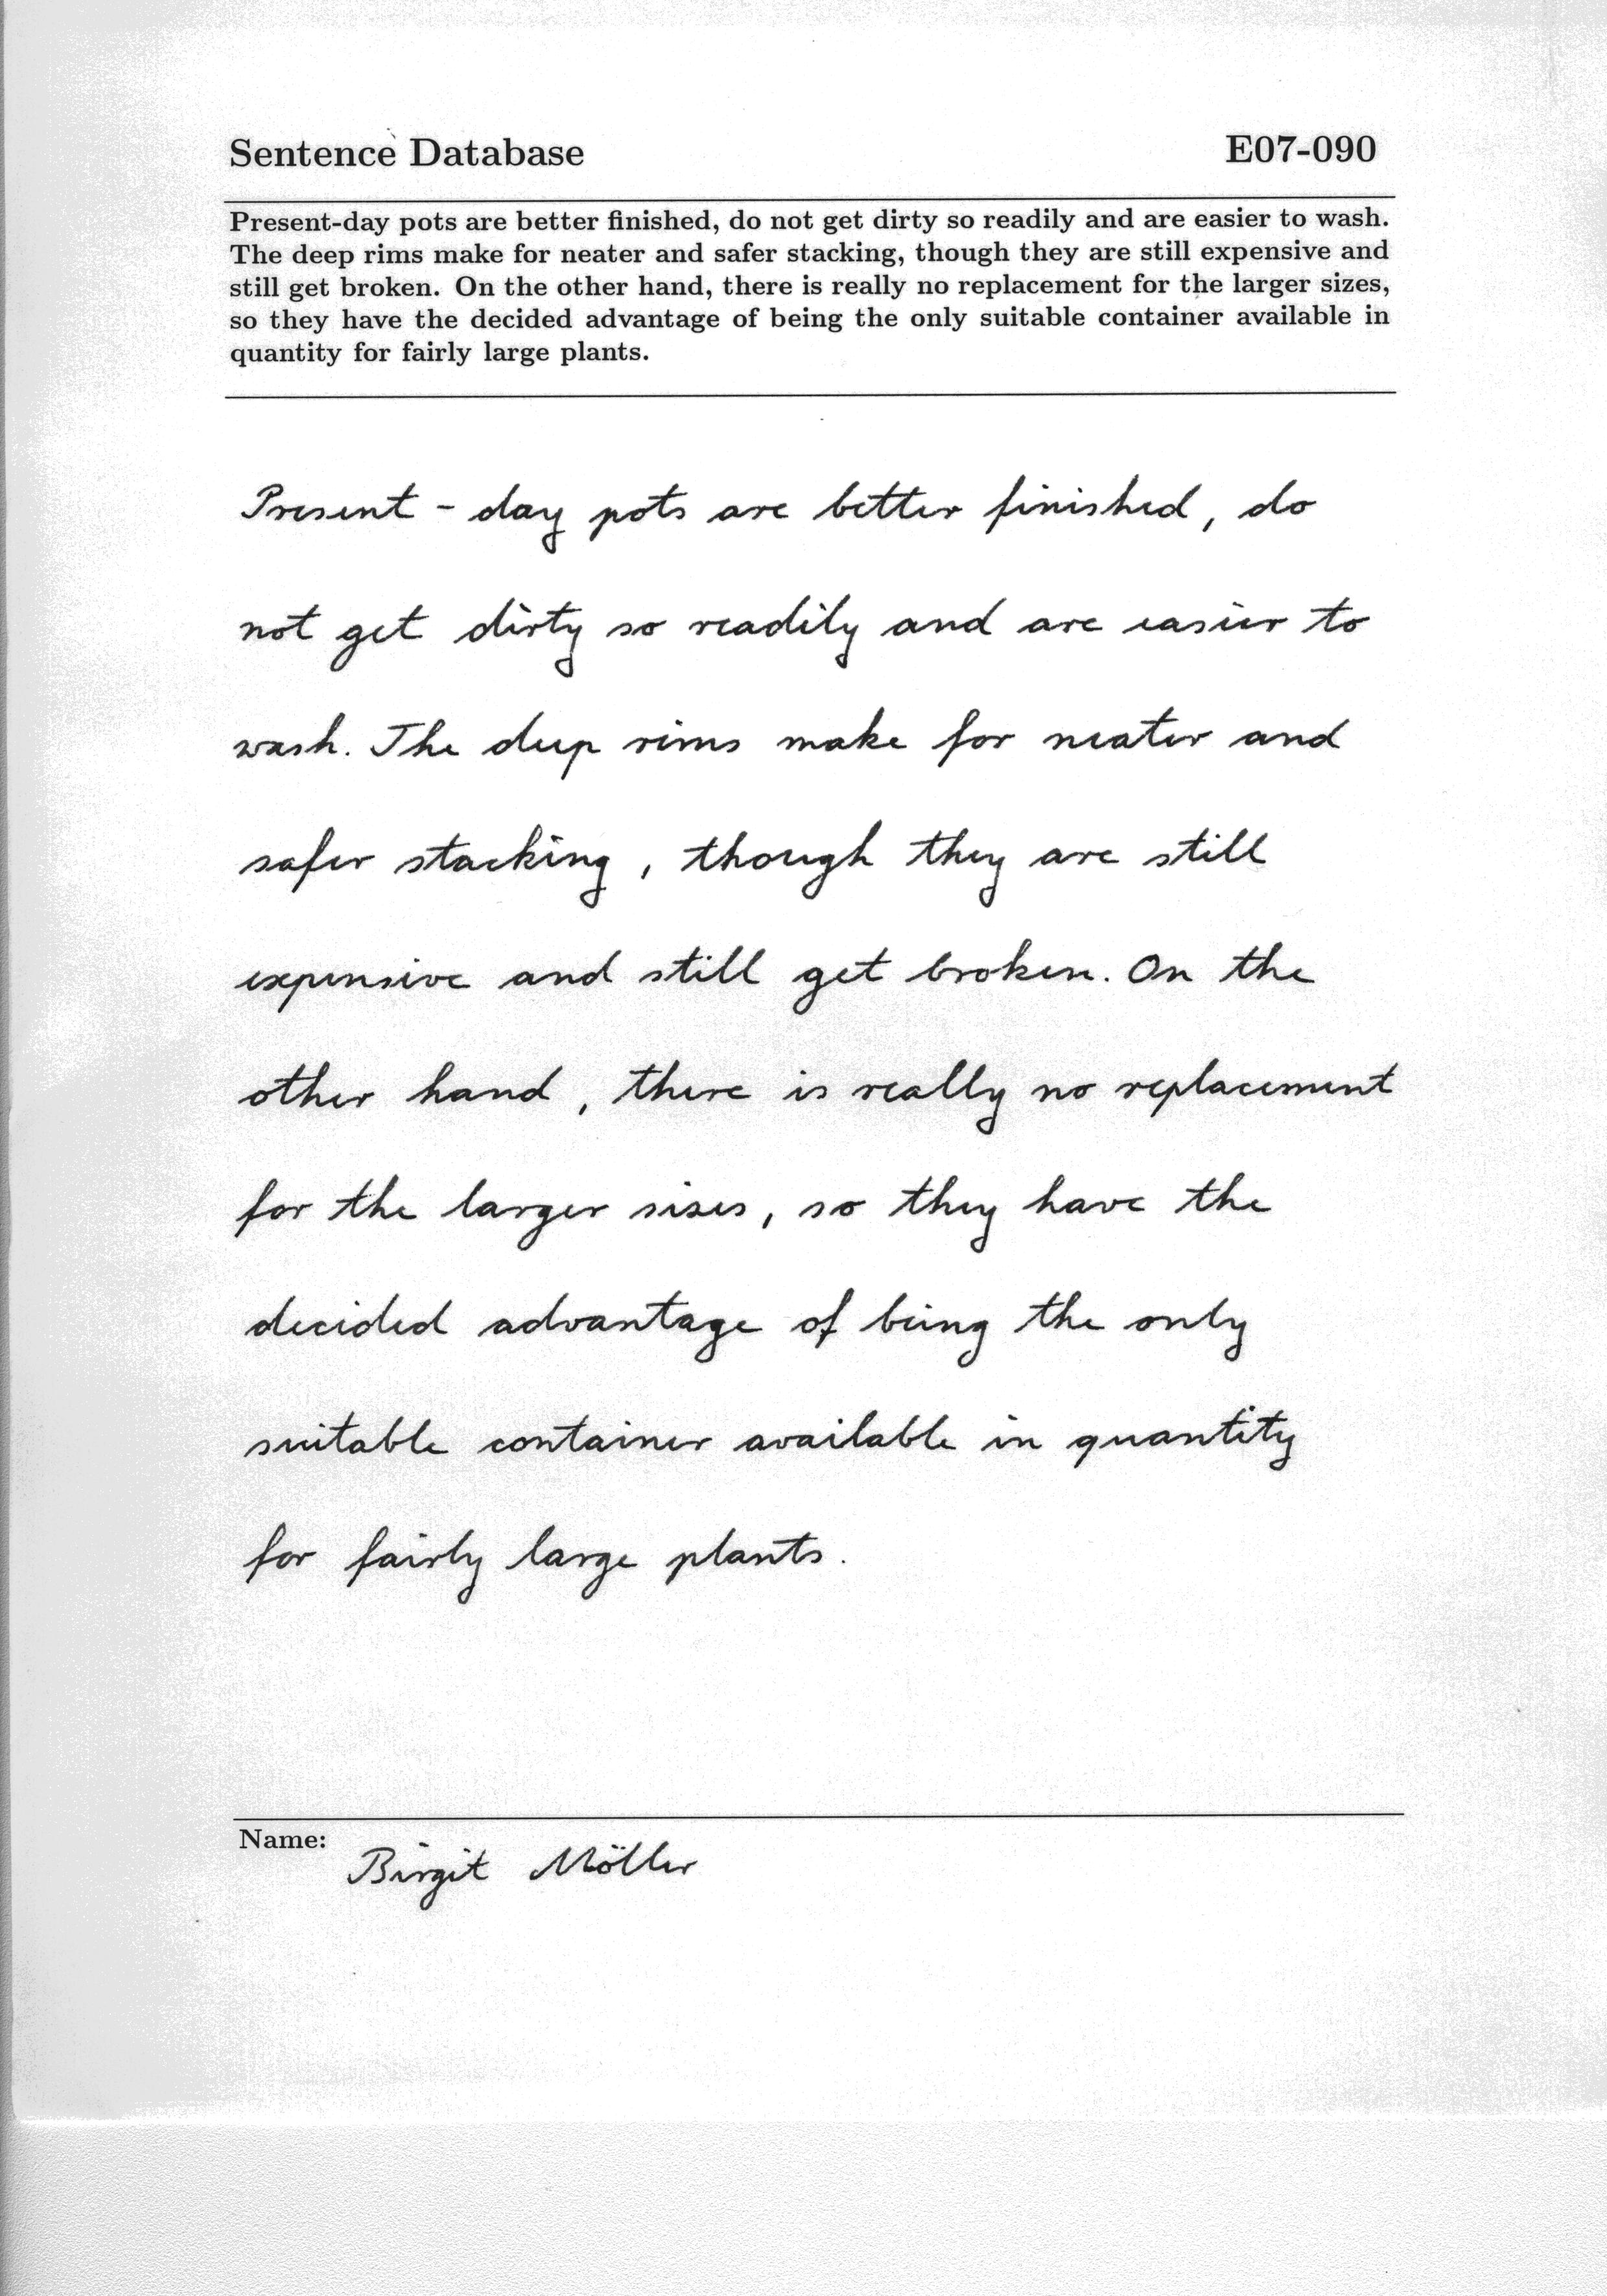 Sentence Database E07-090
Present-day pots are better finished, do not get dirty so readily and are easier to wash.
The deep rims make for neater and safer stacking, though they are still expensive and
still get broken. On the other hand, there is really no replacement for the larger sizes,
so they have the decided advantage of being the only suitable container available in
quantity for fairly large plants.
Present - day pots are better finished, do
not get dirty so readily and are easier to
wash. The deep rims make for neater and
safer stacking, though they are still
expensive and still get broken. On the
other hand, there is really no replacement
for the larger sises, so they have the
decided advantage of being the only
suitable container available in quantity
for fairly large plants.
Name: Birgit Möller